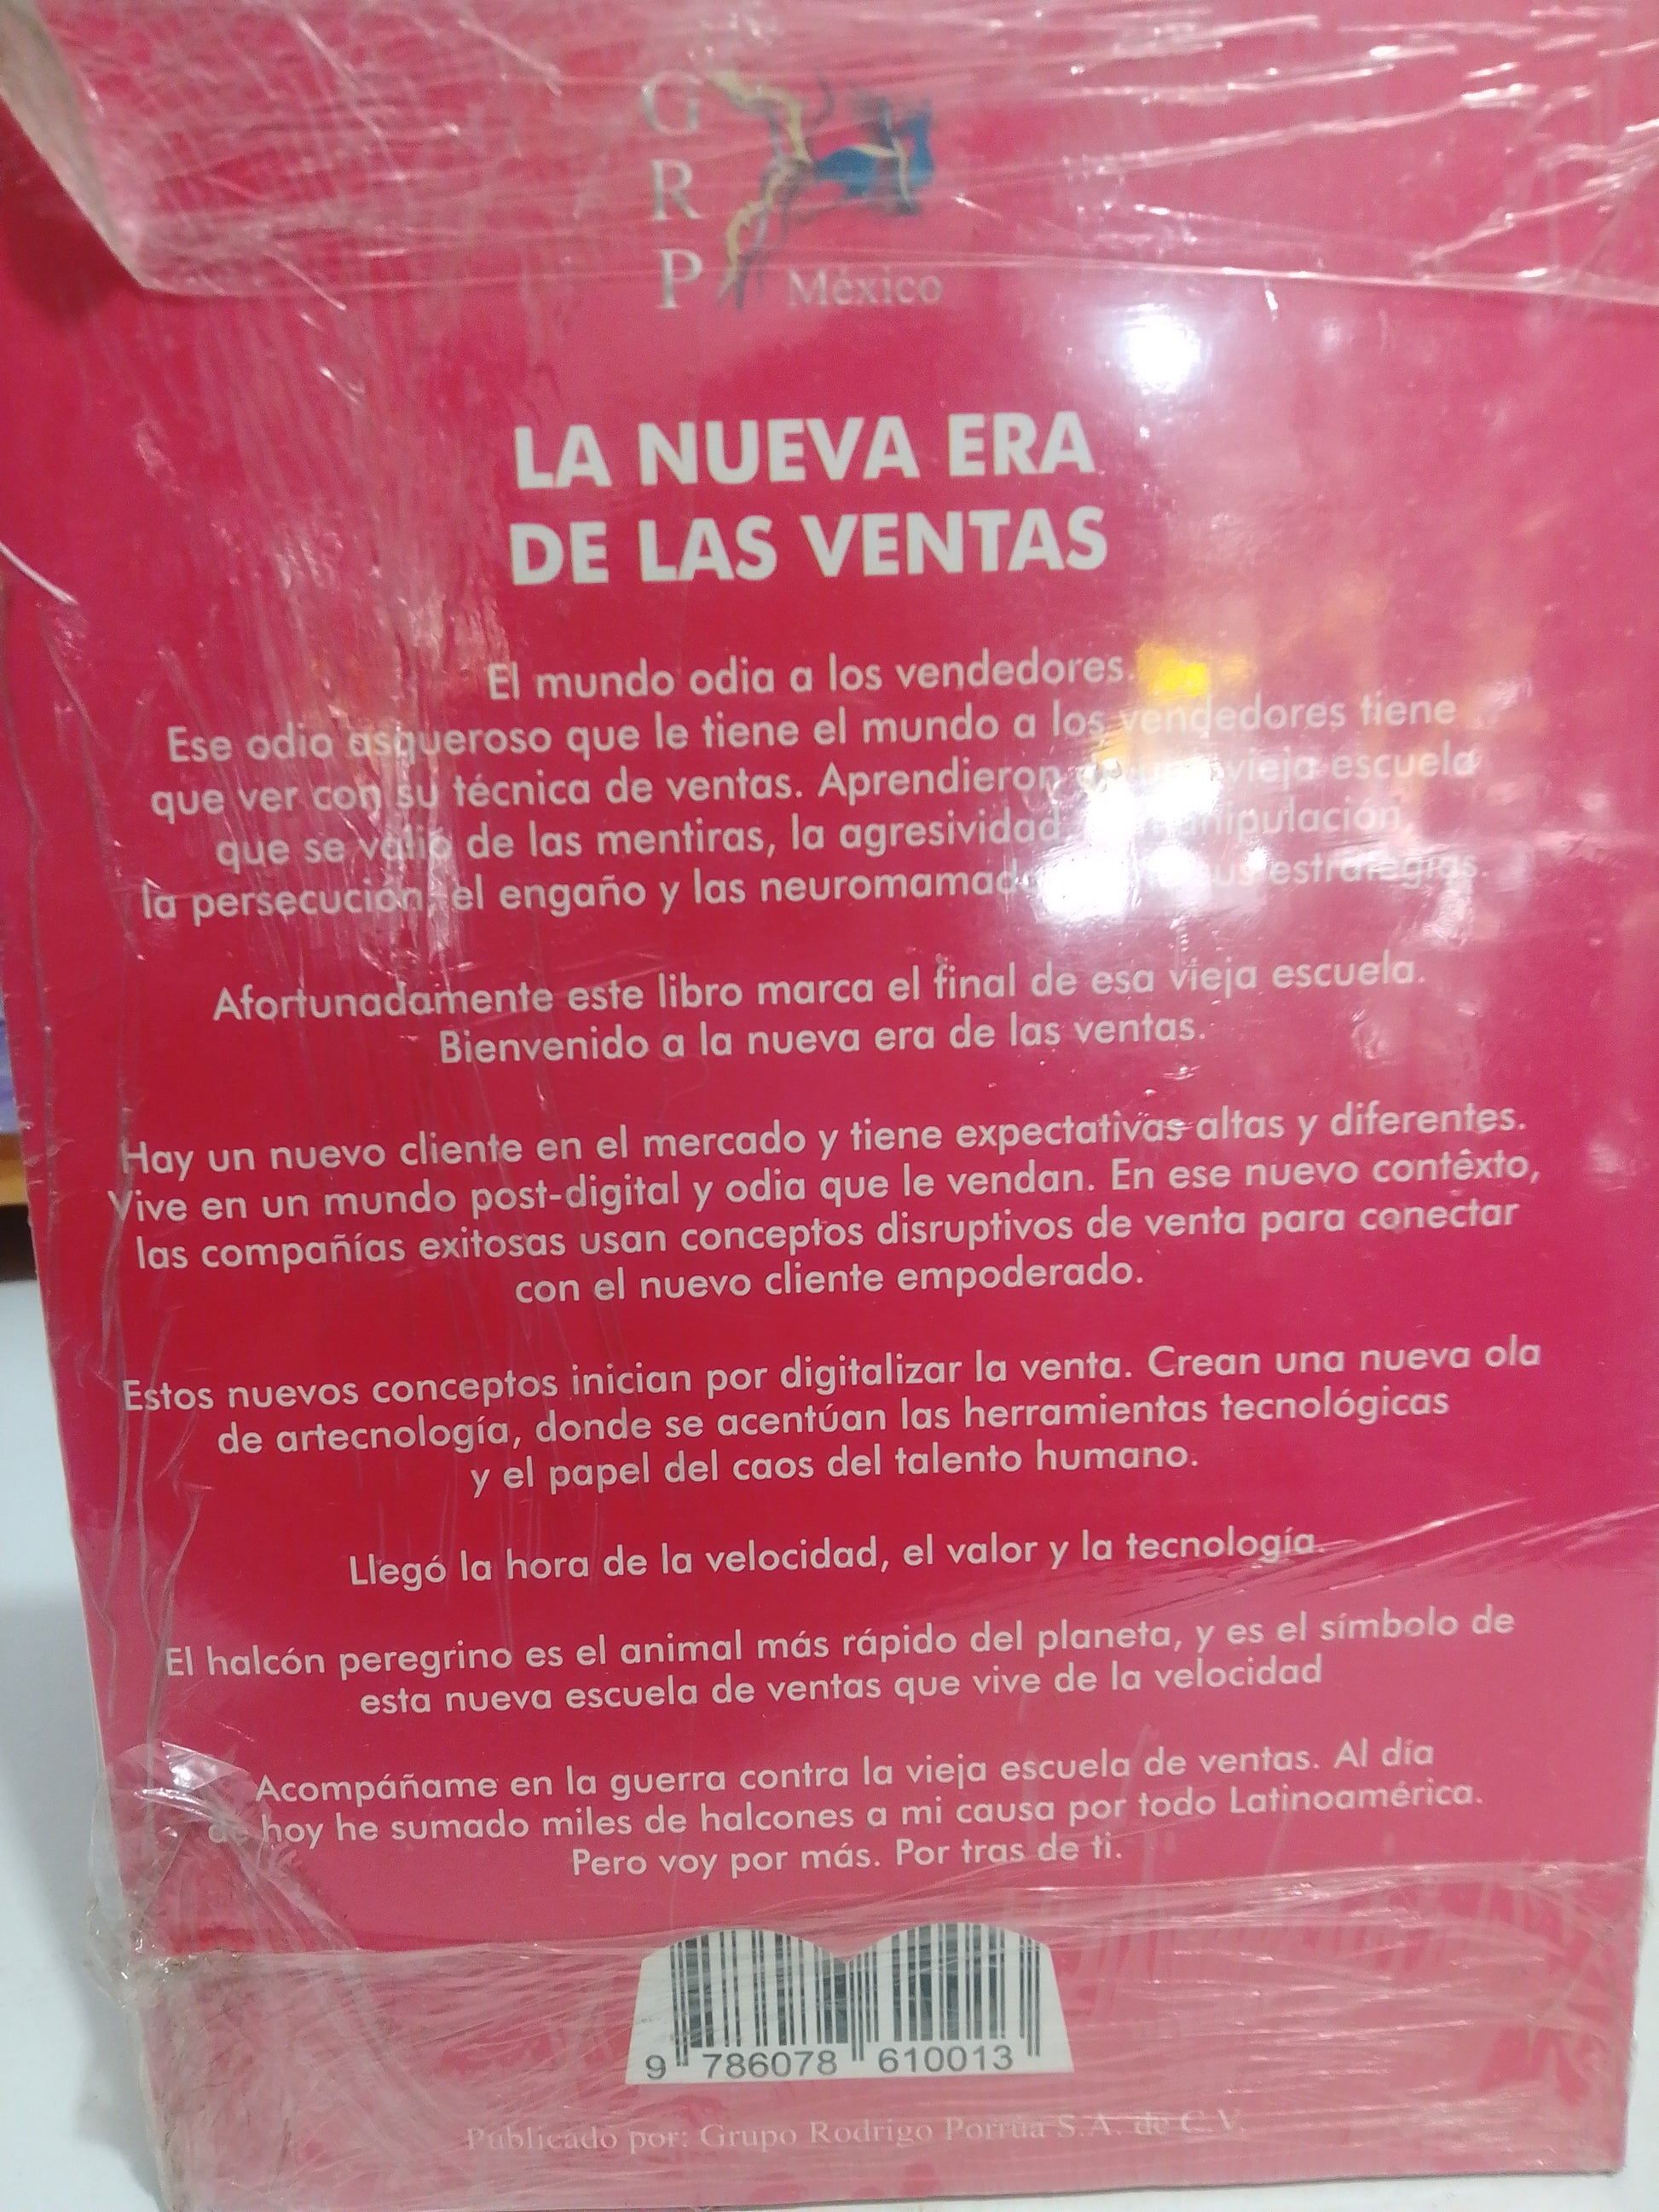 G
R
P México
LA NUEVA ERA
DE LAS VENTAS
El mundo odia a los vendedores.
Ese odio asqueroso que le tiene el mundo a los vendedores tiene
que ver con su técnica de ventas. Aprendieron vieja escuela
que se valió de las mentiras, la agresividad manipulación
la persecución, el engaño y las estrategias.
Afortunadamente este libro marca el final de esa vieja escuela.
Bienvenido a la nueva era de las ventas.
Hay un nuevo cliente en el mercado y tiene expectativas altas y diferentes.
Vive en un mundo post-digital y odia que le vendan. En ese nuevo contexto,
las compañías exitosas usan conceptos disruptivos de venta para conectar
con el nuevo cliente empoderado.
Estos nuevos conceptos inician por digitalizar la venta. Crean una nueva ola
de artecnología, donde se acentúan las herramientas tecnológicas
y el papel del caos del talento humano.
Llegó la hora de la velocidad, el valor y la tecnología.
El halcón peregrino es el animal más rápido del planeta, y es el símbolo de
esta nueva escuela de ventas que vive de la velocidad
Acompáñame en la guerra contra la vieja escuela de ventas. Al día
de hoy he sumado miles de halcones a mi causa por todo Latinoamérica.
Pero voy por más. Por tras de ti.
9 786078 610013
Publicado por: Grupo Rodrigo Porrúa S.A. de C.V.